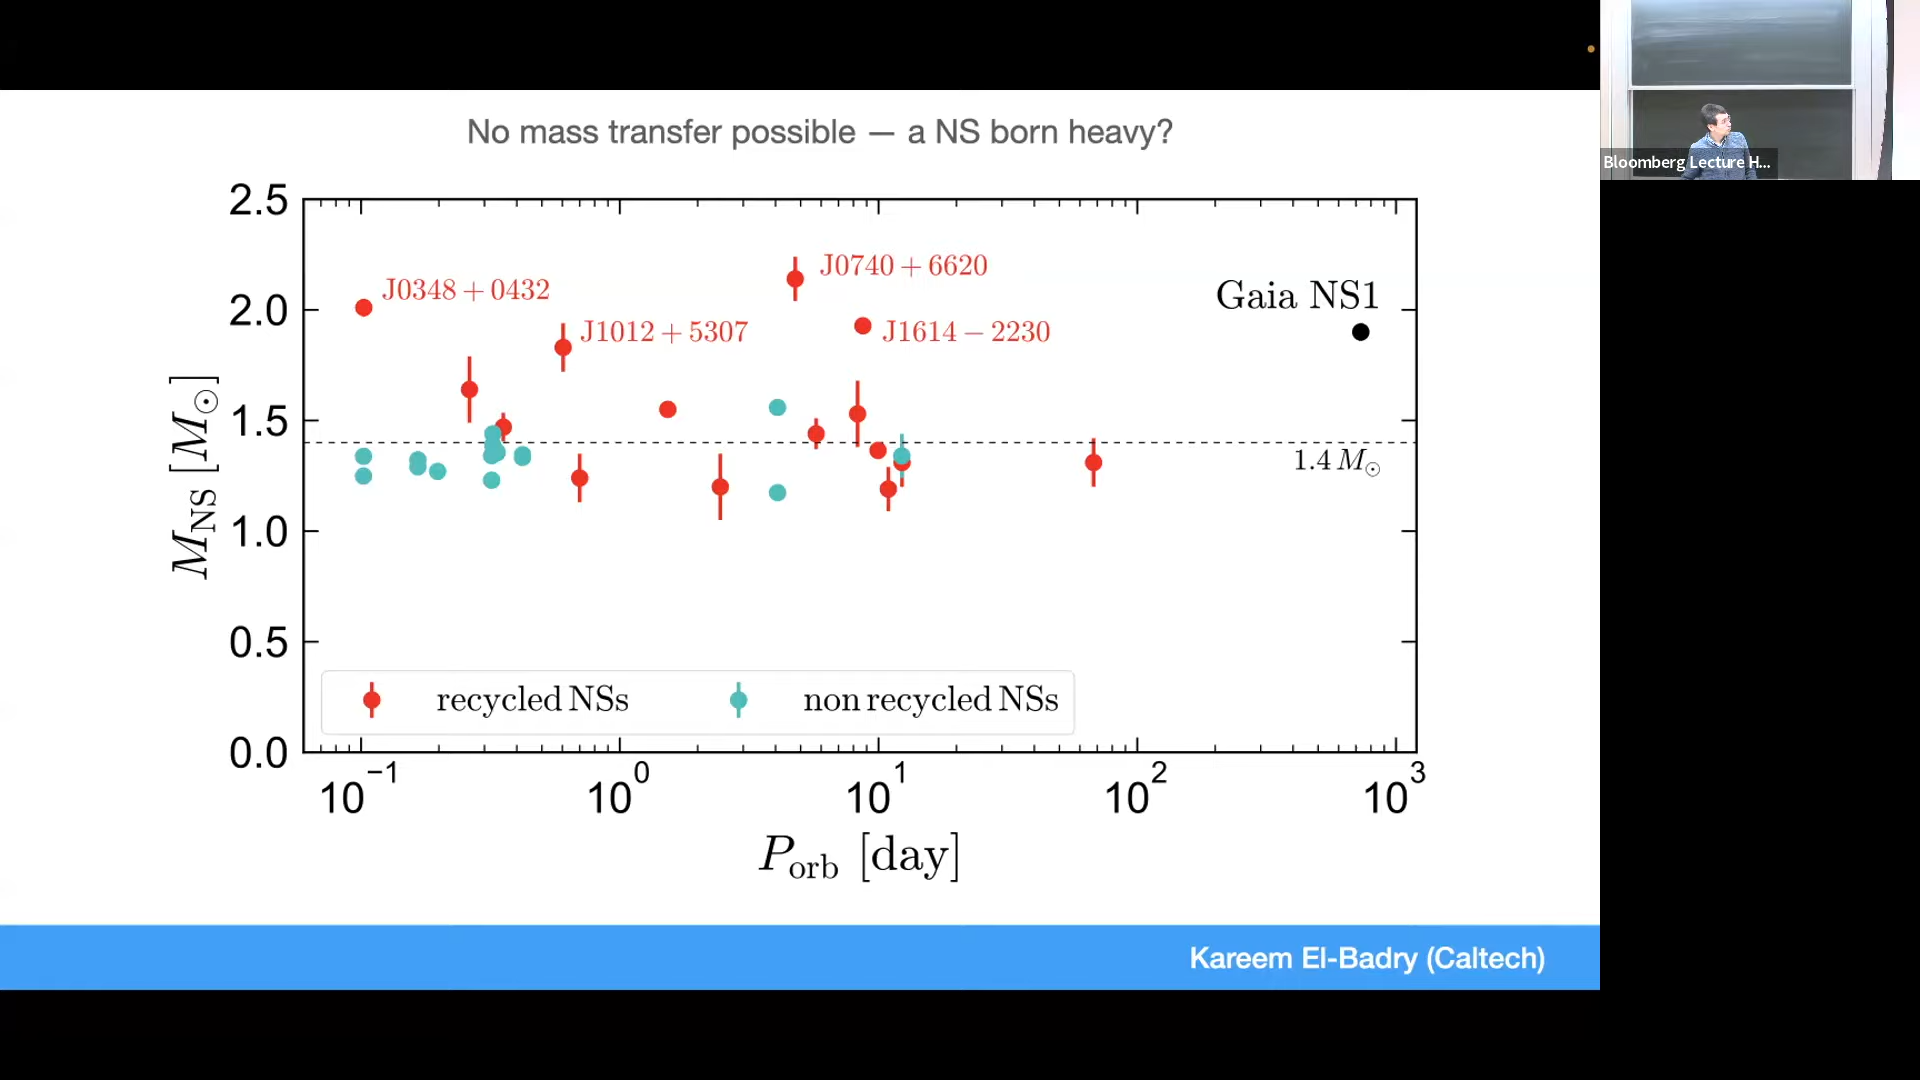 No mass transfer possible — a NS born heavy?
Bloomberg Lecture H...
2.5
2.0
1.5
1.0
0.5
0.0
M_NS [M_⊙]
J0348 + 0432
J0740 + 6620
J1012 + 5307
J1614 − 2230
Gaia NS1
1.4 M_⊙
recycled NSs
non recycled NSs
10^−1
10^0
10^1
10^2
10^3
P_orb [day]
Kareem El-Badry (Caltech)